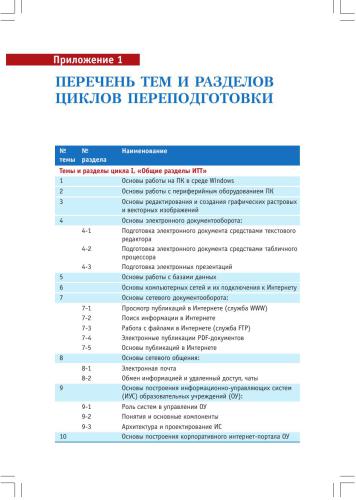 Приложение 1
ПЕРЕЧЕНЬ ТЕМ И РАЗДЕЛОВ
ЦИКЛОВ ПЕРЕПОДГОТОВКИ
№ темы № раздела Наименование
Темы и разделы цикла I. «Общие разделы ИТТ»
1 Основы работы на ПК в среде Windows
2 Основы работы с периферийным оборудованием ПК
3 Основы редактирования и создания графических растровых
и векторных изображений
4 Основы электронного документооборота:
4-1 Подготовка электронного документа средствами текстового
редактора
4-2 Подготовка электронного документа средствами табличного
процессора
4-3 Подготовка электронных презентаций
5 Основы работы с базами данных
6 Основы компьютерных сетей и их подключения к Интернету
7 Основы сетевого документооборота:
7-1 Просмотр публикаций в Интернете (служба WWW)
7-2 Поиск информации в Интернете
7-3 Работа с файлами в Интернете (служба FTP)
7-4 Электронные публикации PDF-документов
7-5 Основы публикаций в Интернете
8 Основы сетевого общения:
8-1 Электронная почта
8-2 Обмен информацией и удаленный доступ, чаты
9 Основы построения информационно-управляющих систем
(ИУС) образовательных учреждений (ОУ):
9-1 Роль систем в управлении ОУ
9-2 Понятия и основные компоненты
9-3 Архитектура и проектирование ИС
10 Основы построения корпоративного интернет-портала ОУ